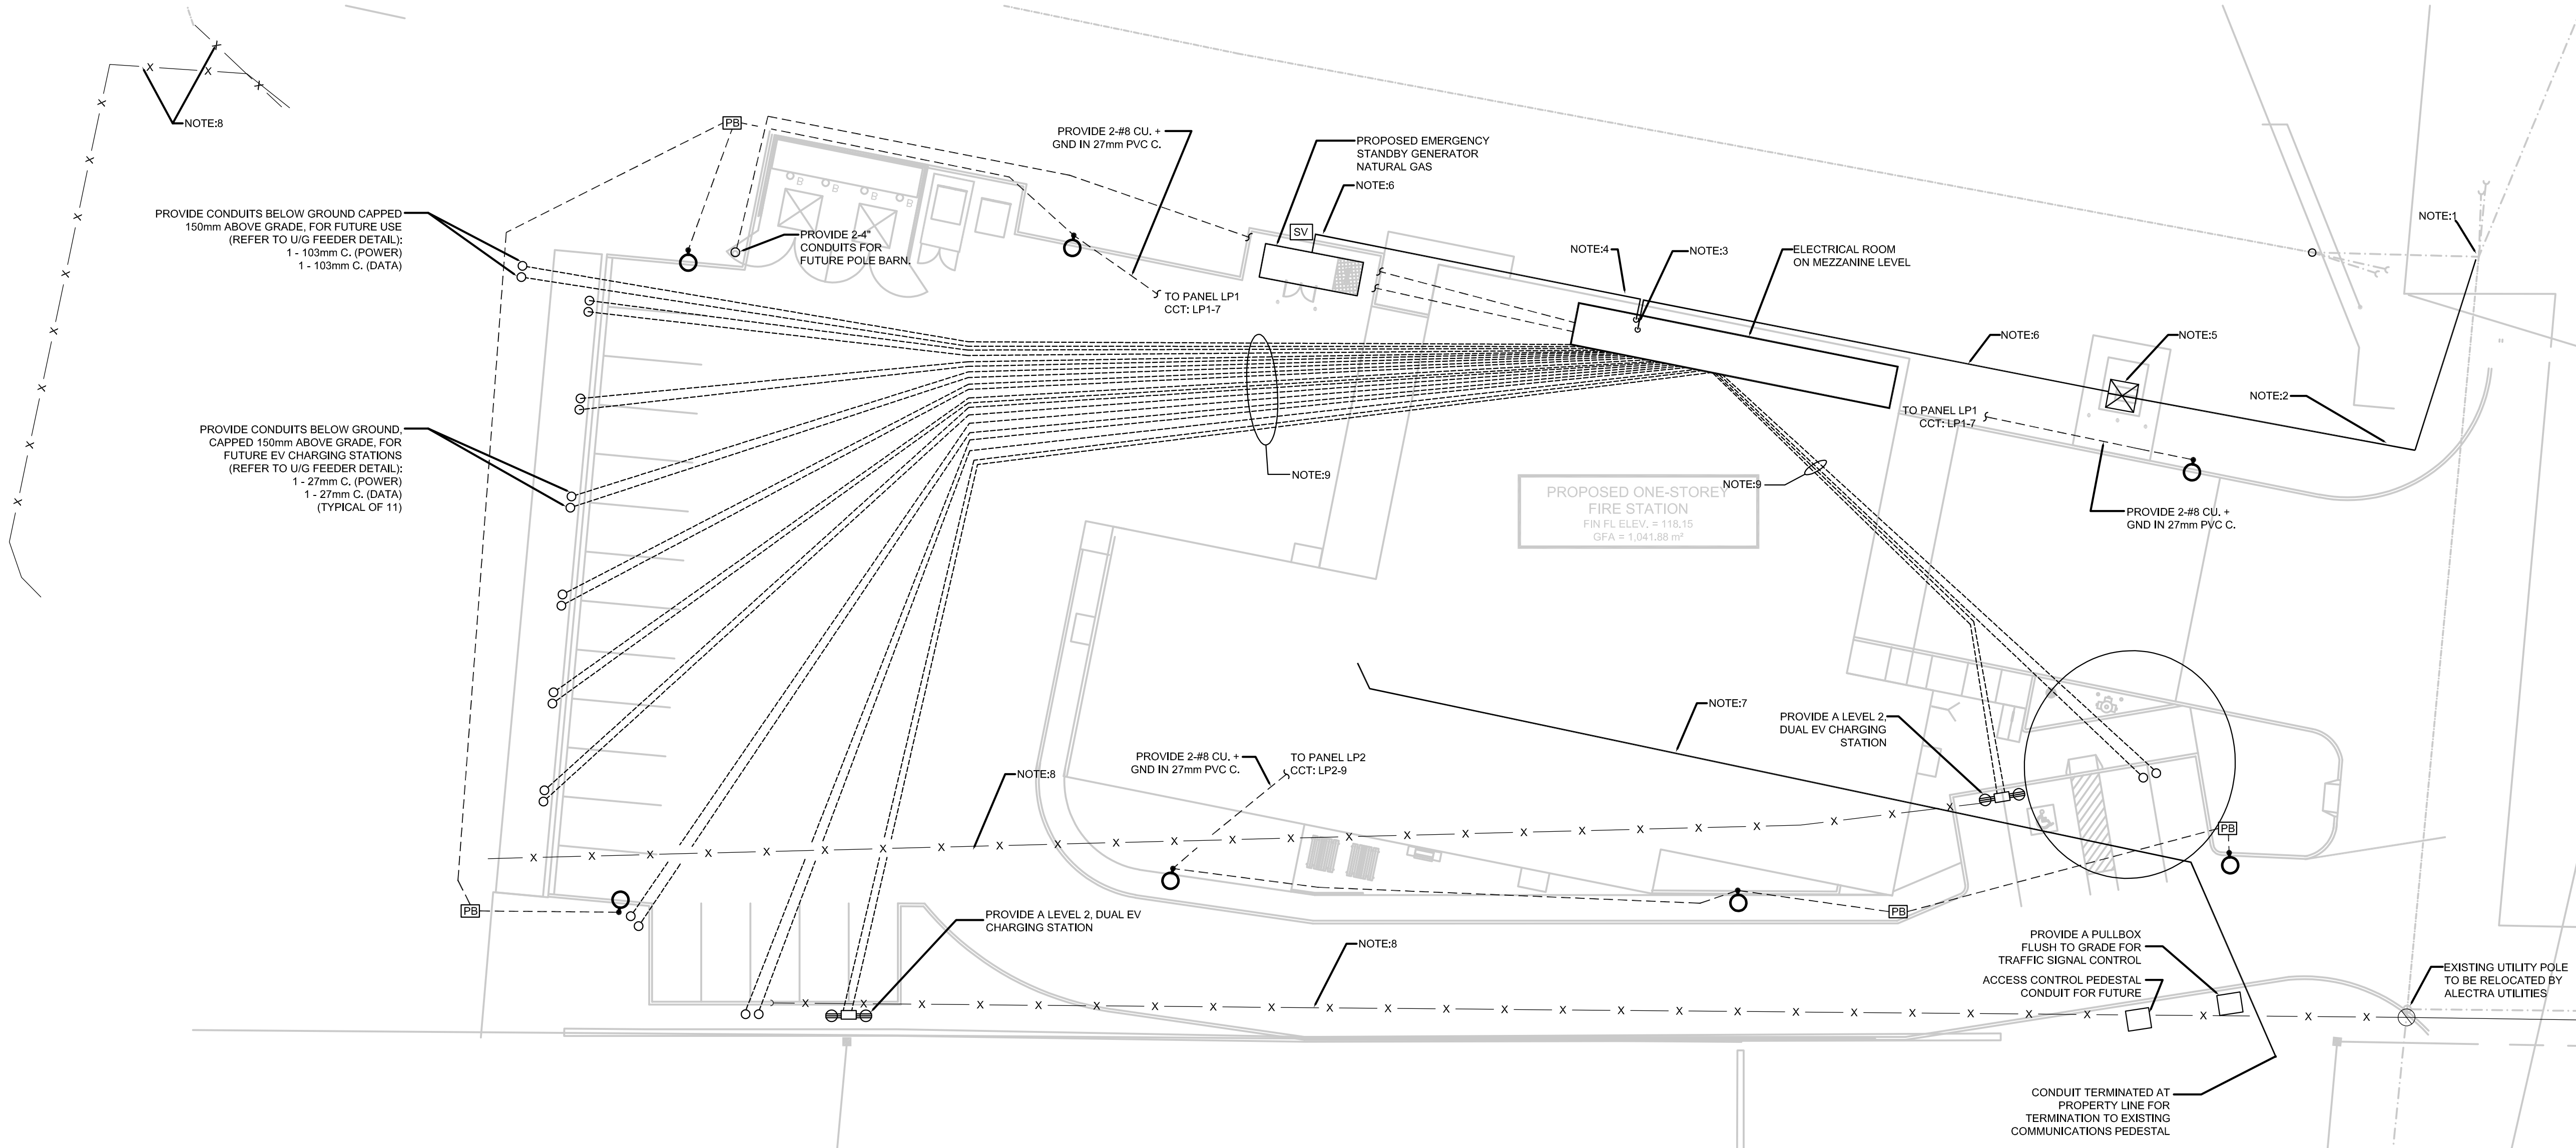 NOTE:8
PB
PROVIDE 2-#8 CU. +
GND IN 27mm PVC C.
PROPOSED EMERGENCY
STANDBY GENERATOR
NATURAL GAS
NOTE:6
B
B
B
B
PROVIDE CONDUITS BELOW GROUND CAPPED
150mm ABOVE GRADE, FOR FUTURE USE
(REFER TO U/G FEEDER DETAIL):
1 - 103mm C. (POWER)
1 - 103mm C. (DATA)
PROVIDE 2-4"
CONDUITS FOR
FUTURE POLE BARN.
SV
NOTE:4
NOTE:3
ELECTRICAL ROOM
ON MEZZANINE LEVEL
NOTE:1
TO PANEL LP1
CCT: LP1-7
NOTE:6
NOTE:5
NOTE:2
TO PANEL LP1
CCT: LP1-7
PROVIDE CONDUITS BELOW GROUND,
CAPPED 150mm ABOVE GRADE, FOR
FUTURE EV CHARGING STATIONS
(REFER TO U/G FEEDER DETAIL):
1 - 27mm C. (POWER)
1 - 27mm C. (DATA)
(TYPICAL OF 11)
NOTE:9
NOTE:9
PROPOSED ONE-STOREY
FIRE STATION
FIN FL ELEV. = 118.15
GFA = 1,041.88 m²
PROVIDE 2-#8 CU. +
GND IN 27mm PVC C.
NOTE:7
PROVIDE A LEVEL 2,
DUAL EV CHARGING
STATION
NOTE:8
PROVIDE 2-#8 CU. +
GND IN 27mm PVC C.
TO PANEL LP2
CCT: LP2-9
PB
PB
PB
PROVIDE A LEVEL 2, DUAL EV
CHARGING STATION
NOTE:8
PROVIDE A PULLBOX
FLUSH TO GRADE FOR
TRAFFIC SIGNAL CONTROL
ACCESS CONTROL PEDESTAL
CONDUIT FOR FUTURE
EXISTING UTILITY POLE
TO BE RELOCATED BY
ALECTRA UTILITIES
CONDUIT TERMINATED AT
PROPERTY LINE FOR
TERMINATION TO EXISTING
COMMUNICATIONS PEDESTAL